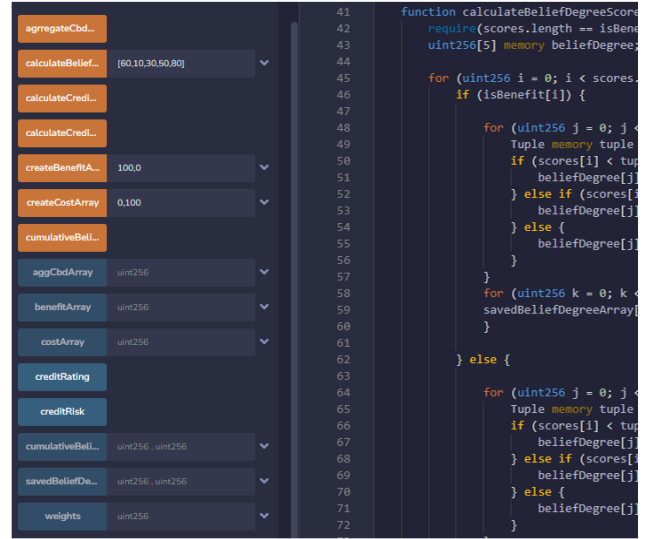 agrregateCbd...
calculateBelief... [60,10,30,50,80]
calculateCredi...
calculateCredi...
createBenefitA... 100,0
createCostArray 0,100
cumulativeBeli...
aggCbdArray uint256
benefitArray uint256
costArray uint256
creditRating
creditRisk
cumulativeBeli... uint256 , uint256
savedBeliefDe... uint256 , uint256
weights uint256
41 function calculateBeliefDegreeScore
42 require(scores.length == isBene
43 uint256[5] memory beliefDegree;
44
45 for (uint256 i = 0; i < scores.
46 if (isBenefit[i]) {
47
48 for (uint256 j = 0; j <
49 Tuple memory tuple
50 if (scores[i] < tup
51 beliefDegree[j]
52 } else if (scores[i
53 beliefDegree[j]
54 } else {
55 beliefDegree[j]
56 }
57 }
58 for (uint256 k = 0; k <
59 savedBeliefDegreeArray[
60 }
61
62 } else {
63
64 for (uint256 j = 0; j <
65 Tuple memory tuple
66 if (scores[i] < tup
67 beliefDegree[j]
68 } else if (scores[i
69 beliefDegree[j]
70 } else {
71 beliefDegree[j]
72 }